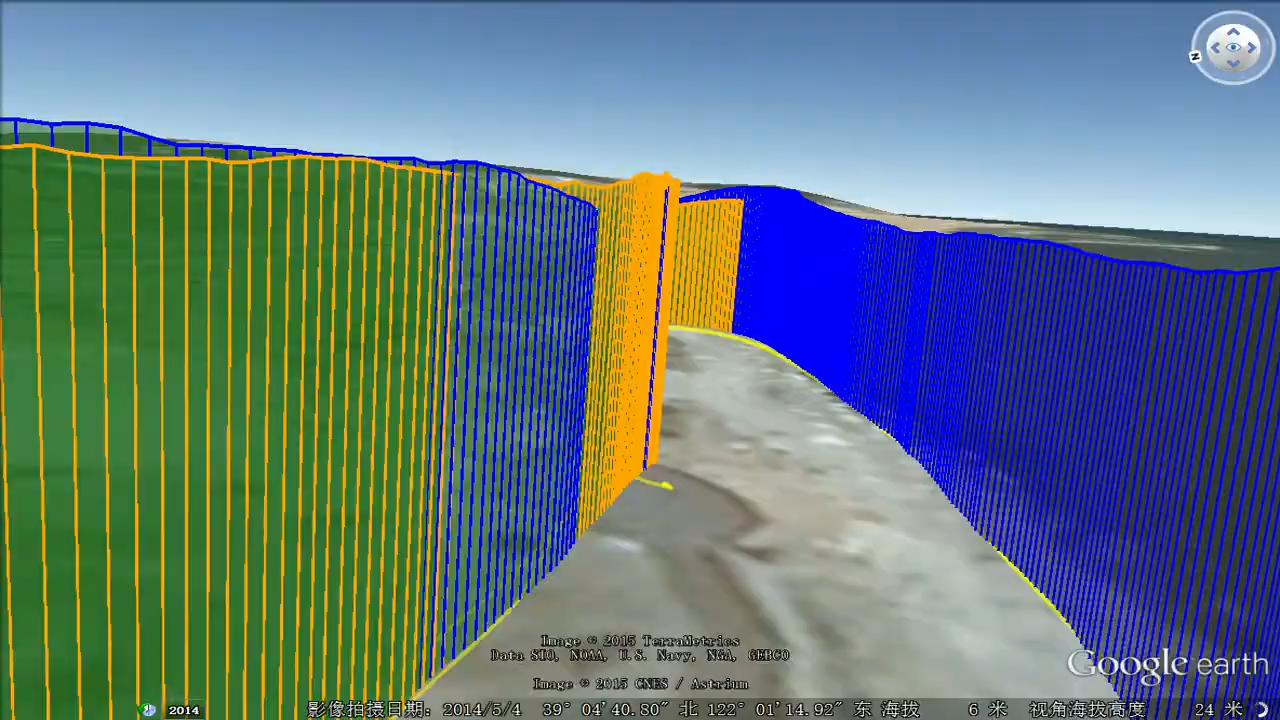 N
Image © 2015 TerraMetrics
Data SIO, NOAA, U.S. Navy, NGA, GEBCO
Image © 2015 CNES / Astrium
Google earth
2014 影像拍摄日期: 2014/5/4 39° 04'40.80" 北 122° 01'14.92" 东 海拔 6 米 视角海拔高度 24 米